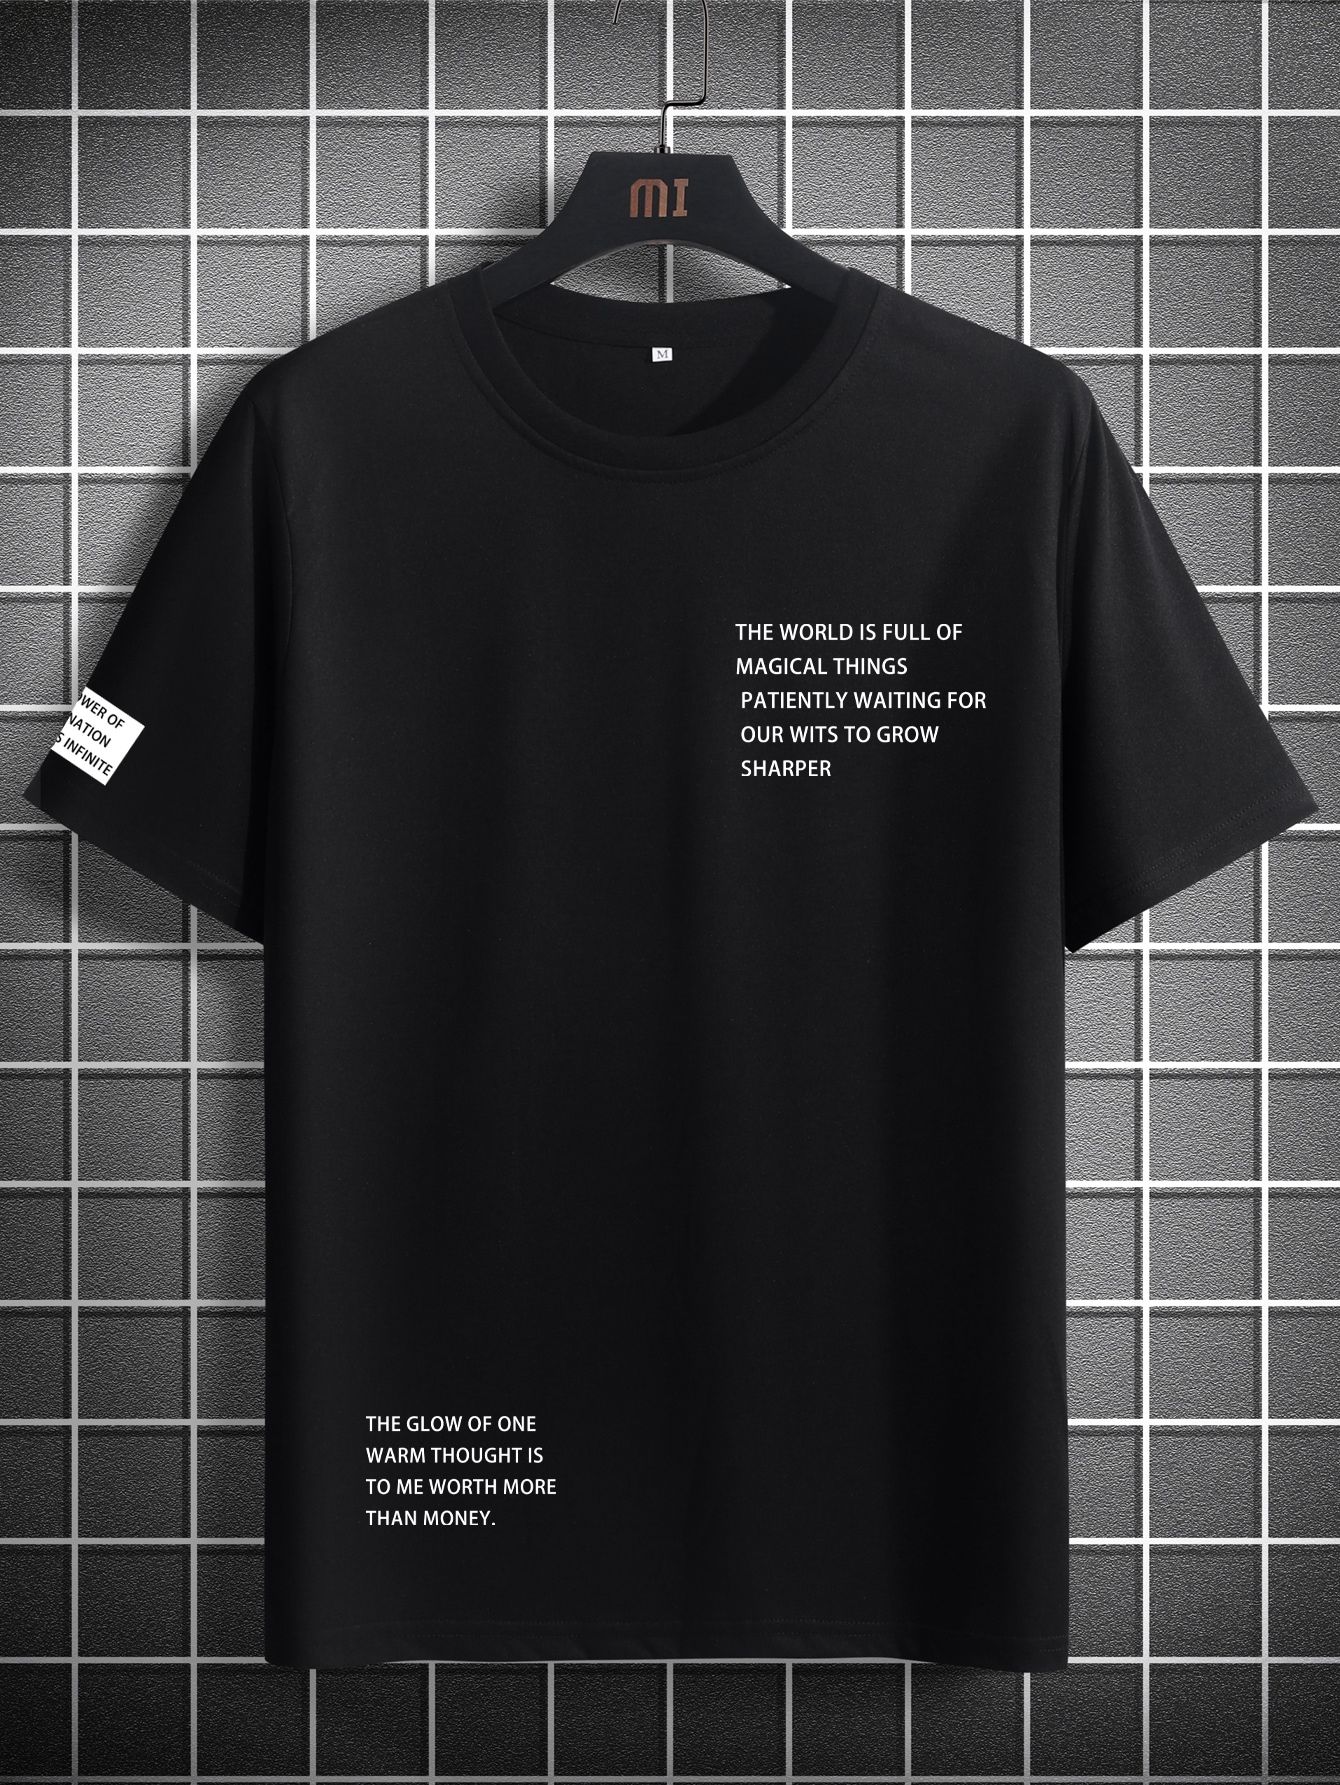 MI
M
THE WORLD IS FULL OF
MAGICAL THINGS
PATIENTLY WAITING FOR
OUR WITS TO GROW
SHARPER
OWER OF
NATION
S INFINITE
THE GLOW OF ONE
WARM THOUGHT IS
TO ME WORTH MORE
THAN MONEY.